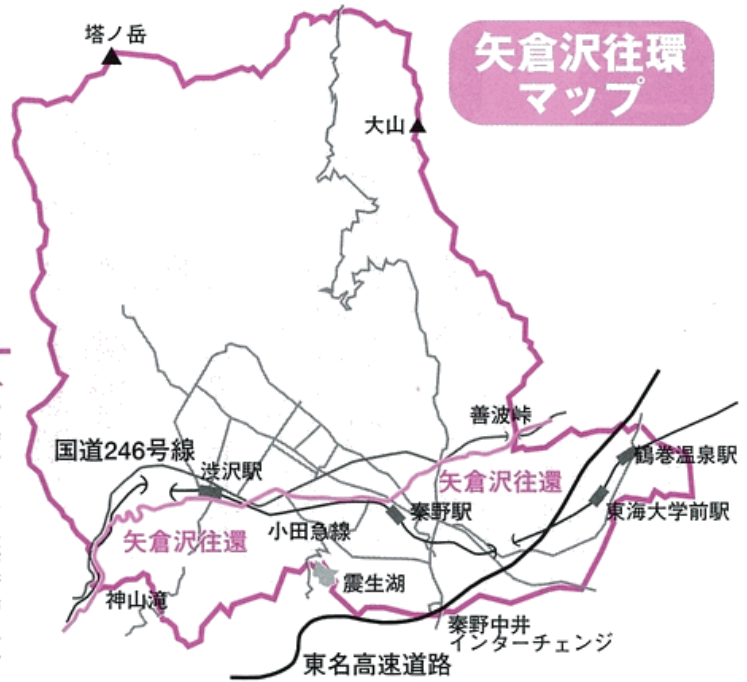 矢倉沢往環
マップ
塔ノ岳
大山
善波峠
国道246号線
渋沢駅
矢倉沢往還
鶴巻温泉駅
秦野駅
東海大学前駅
小田急線
矢倉沢往還
震生湖
神山滝
秦野中井
インターチェンジ
東名高速道路